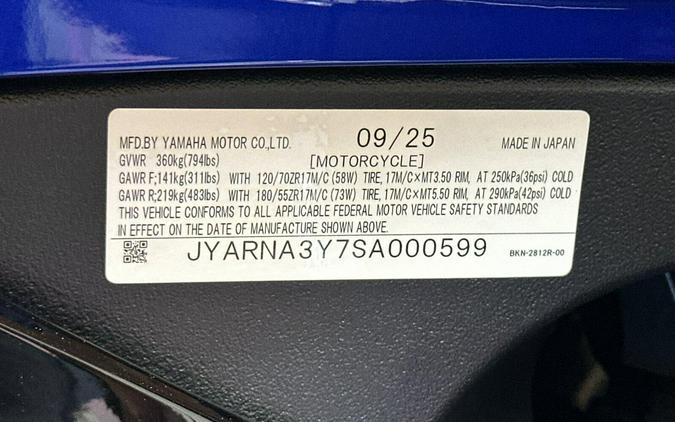 MFD.BY YAMAHA MOTOR CO.,LTD. 09/25 MADE IN JAPAN
GVWR 360kg(794lbs) [MOTORCYCLE]
GAWR F;141kg(311lbs) WITH 120/70ZR17M/C (58W) TIRE, 17M/C×MT3.50 RIM, AT 250kPa(36psi) COLD
GAWR R;219kg(483lbs) WITH 180/55ZR17M/C (73W) TIRE, 17M/C×MT5.50 RIM, AT 290kPa(42psi) COLD
THIS VEHICLE CONFORMS TO ALL APPLICABLE FEDERAL MOTOR VEHICLE SAFETY STANDARDS
IN EFFECT ON THE DATE OF MANUFACTURE SHOWN ABOVE.
JYARNA3Y7SA000599 BKN-2812R-00